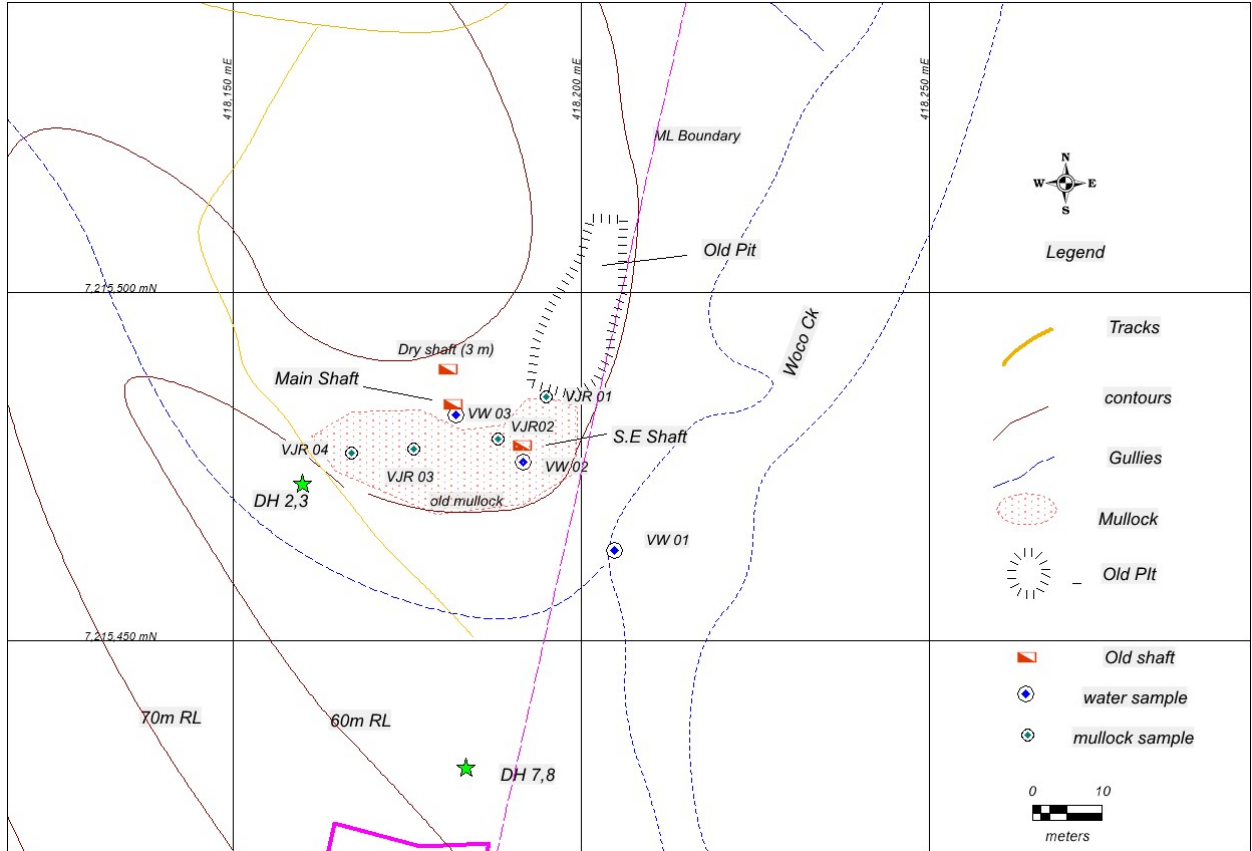 418,150 mE
418,200 mE
418,250 mE
ML Boundary
N
W E
S
Old Pit
Legend
7,215,500 mN
Woco Ck
Tracks
Dry shaft (3 m)
Main Shaft
VJR 01
contours
VW 03
VJR02
S.E Shaft
VJR 04
VJR 03
VW 02
Gullies
DH 2,3
old mullock
Mullock
VW 01
Old PIt
7,215,450 mN
Old shaft
water sample
70m RL
60m RL
mullock sample
DH 7,8
0 10
meters